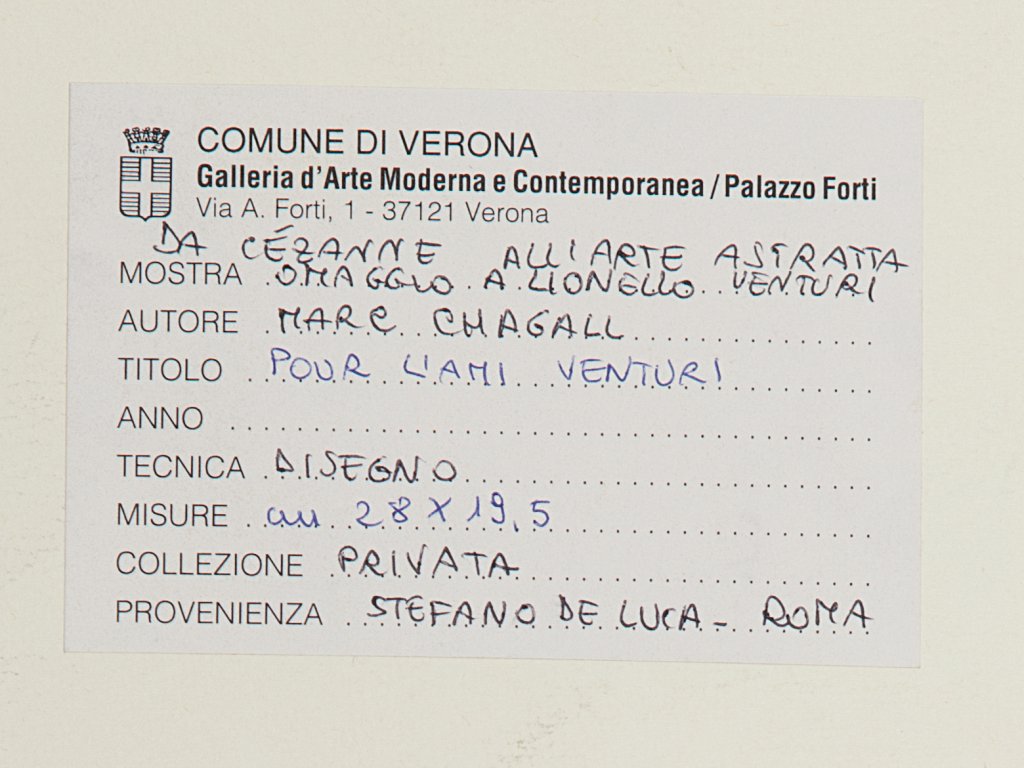 COMUNE DI VERONA
Galleria d'Arte Moderna e Contemporanea / Palazzo Forti
Via A. Forti, 1 - 37121 Verona
DA CÉZANNE ALL'ARTE ASTRATTA
MOSTRA OMAGGIO A LIONELLO VENTURI
AUTORE MARC CHAGALL
TITOLO POUR L'AMI VENTURI
ANNO
TECNICA DISEGNO
MISURE cm 28 X 19,5
COLLEZIONE PRIVATA
PROVENIENZA STEFANO DE LUCA - ROMA